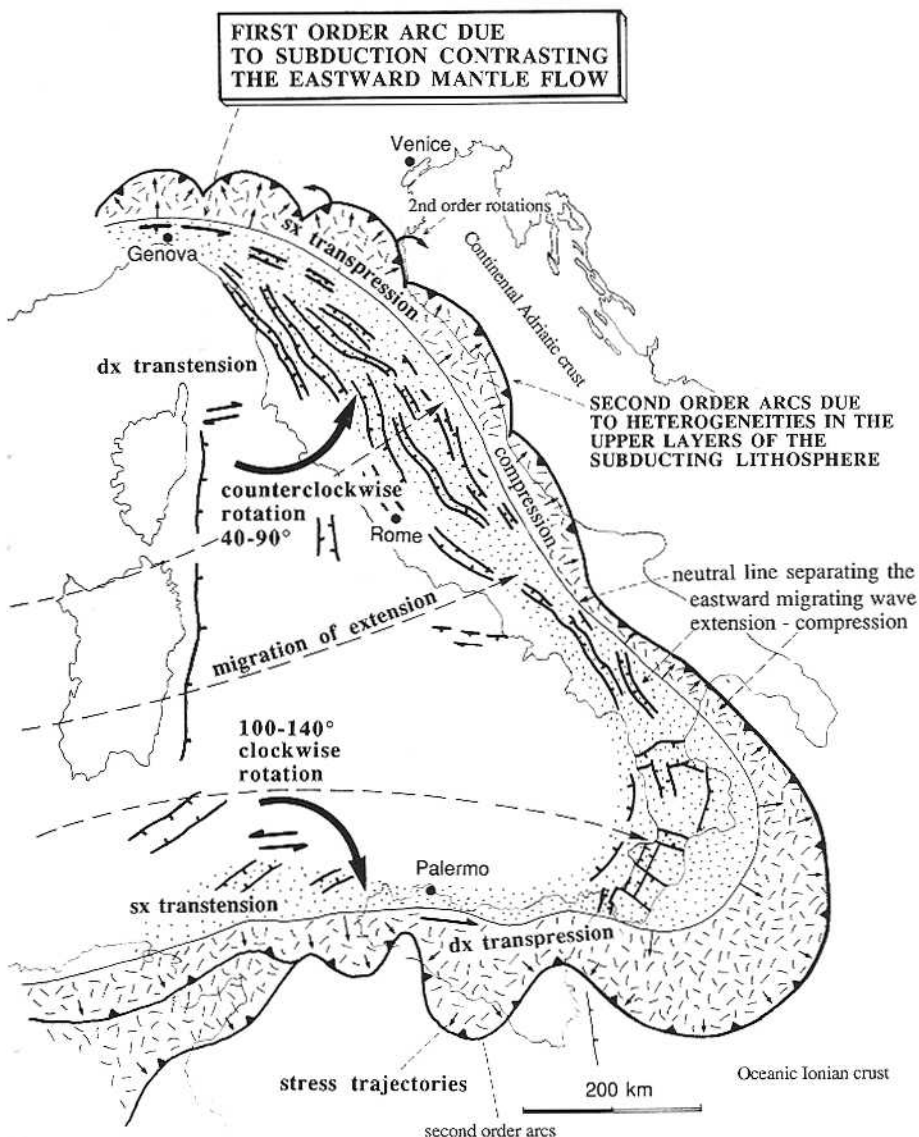 FIRST ORDER ARC DUE
TO SUBDUCTION CONTRASTING
THE EASTWARD MANTLE FLOW
Venice
2nd order rotations
sx transpression
Genova
Continental Adriatic crust
dx transtension
SECOND ORDER ARCS DUE
TO HETEROGENEITIES IN THE
UPPER LAYERS OF THE
SUBDUCTING LITHOSPHERE
compression
counterclockwise
rotation
40-90°
Rome
neutral line separating the
eastward migrating wave
extension - compression
migration of extension
100-140°
clockwise
rotation
Palermo
sx transtension
dx transpression
stress trajectories
200 km
Oceanic Ionian crust
second order arcs